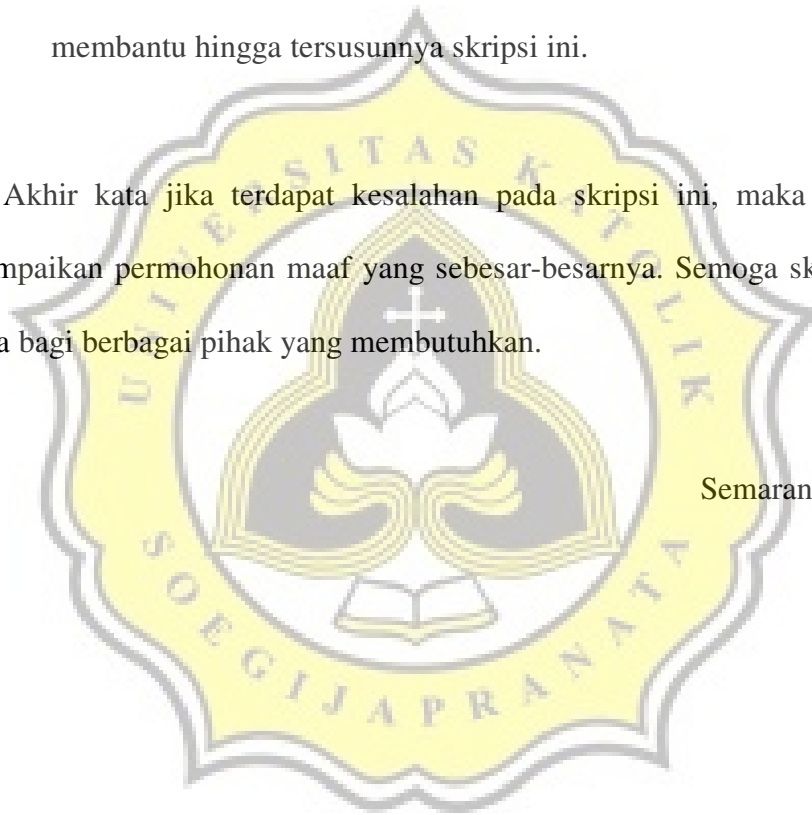 membantu hingga tersusunnya skripsi ini.
Akhir kata jika terdapat kesalahan pada skripsi ini, maka
mpaikan permohonan maaf yang sebesar-besarnya. Semoga sk
a bagi berbagai pihak yang membutuhkan.
Semaran
UNIVERSITAS KATOLIK
SOEGIJAPRANATA